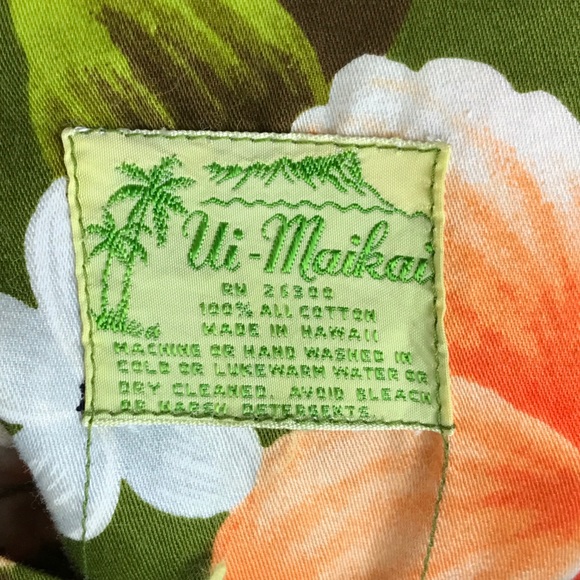 Ui-Maikai
RN 26300
100% ALL COTTON
MADE IN HAWAII
MACHINE OR HAND WASHED IN
COLD OR LUKEWARM WATER OR
DRY CLEANED. AVOID BLEACH
OR HARSH DETERGENTS.